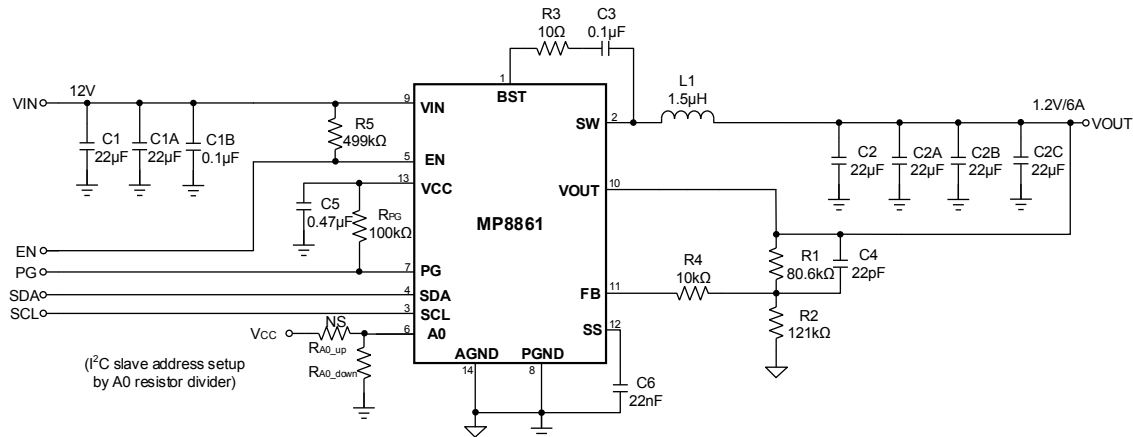 R3
10Ω
C3
0.1µF
1
BST
12V
VIN
9
VIN
C1
22µF
C1A
22µF
C1B
0.1µF
R5
499kΩ
5
EN
13
VCC
C5
0.47µF
RPG
100kΩ
MP8861
SW
2
L1
1.5µH
1.2V/6A
VOUT
C2
22µF
C2A
22µF
C2B
22µF
C2C
22µF
VOUT
10
EN
PG
7
PG
SDA
4
SDA
SCL
3
SCL
R4
10kΩ
R1
80.6kΩ
C4
22pF
FB
11
R2
121kΩ
SS
12
VCC
NS
RA0_up
6
A0
RA0_down
(I²C slave address setup
by A0 resistor divider)
AGND
14
PGND
8
C6
22nF